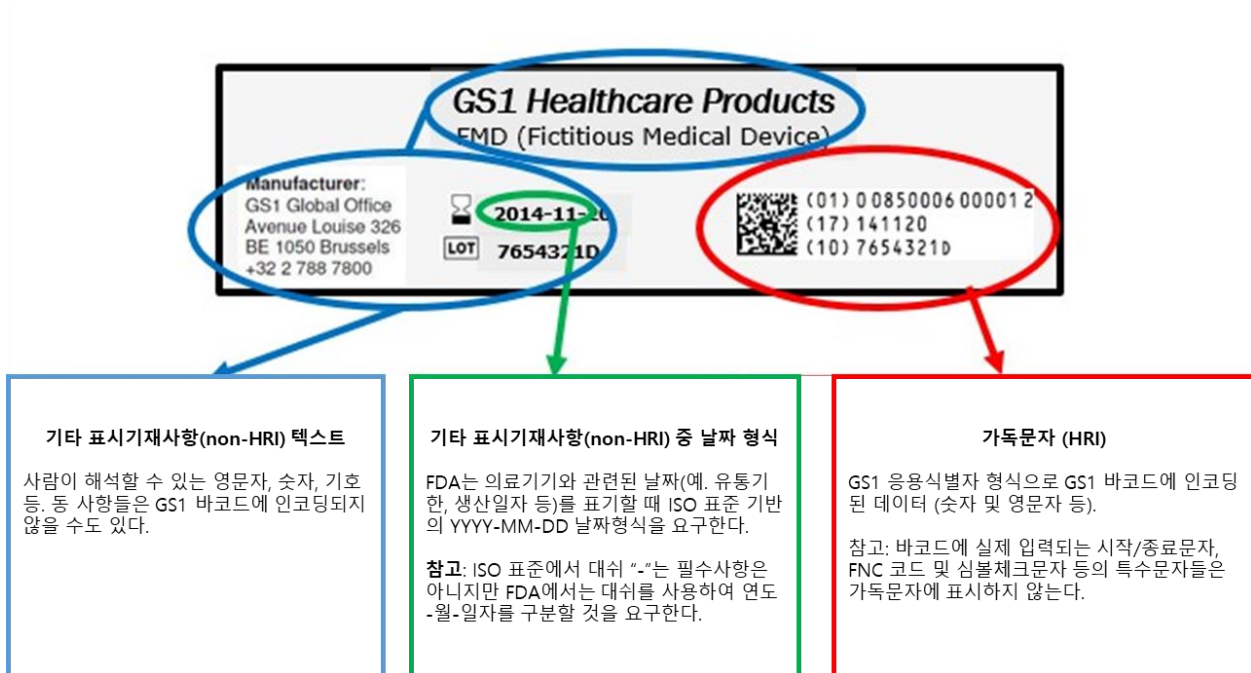 GS1 Healthcare Products
FMD (Fictitious Medical Device)
Manufacturer:
GS1 Global Office
Avenue Louise 326
BE 1050 Brussels
+32 2 788 7800
2014-11-20
LOT 7654321D
(01) 00850006000012
(17) 141120
(10) 7654321D
기타 표시기재사항(non-HRI) 텍스트
사람이 해석할 수 있는 영문자, 숫자, 기호
등. 동 사항들은 GS1 바코드에 인코딩되지
않을 수도 있다.
기타 표시기재사항(non-HRI) 중 날짜 형식
FDA는 의료기기와 관련된 날짜(예. 유통기
한, 생산일자 등)를 표기할 때 ISO 표준 기반
의 YYYY-MM-DD 날짜형식을 요구한다.
참고: ISO 표준에서 대쉬 “-”는 필수사항은
아니지만 FDA에서는 대쉬를 사용하여 연도
-월-일자를 구분할 것을 요구한다.
가독문자 (HRI)
GS1 응용식별자 형식으로 GS1 바코드에 인코딩
된 데이터 (숫자 및 영문자 등).
참고: 바코드에 실제 입력되는 시작/종료문자,
FNC 코드 및 심볼체크문자 등의 특수문자들은
가독문자에 표시하지 않는다.